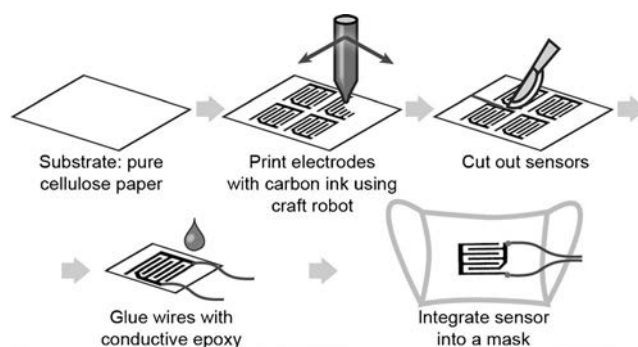 Substrate: pure
cellulose paper
Print electrodes
with carbon ink using
craft robot
Cut out sensors
Glue wires with
conductive epoxy
Integrate sensor
into a mask